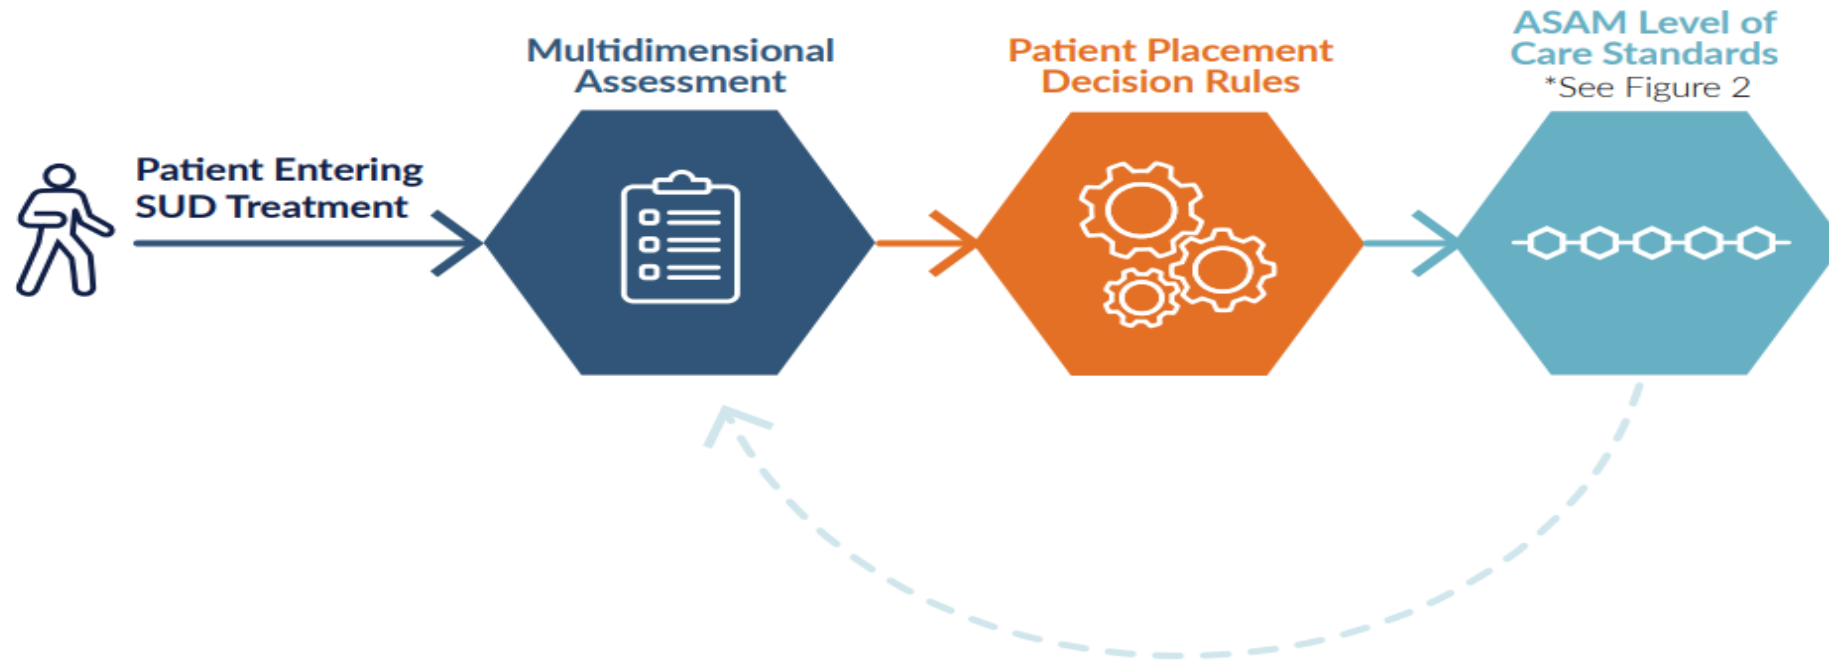 Patient Entering
SUD Treatment
Multidimensional
Assessment
Patient Placement
Decision Rules
ASAM Level of
Care Standards
*See Figure 2